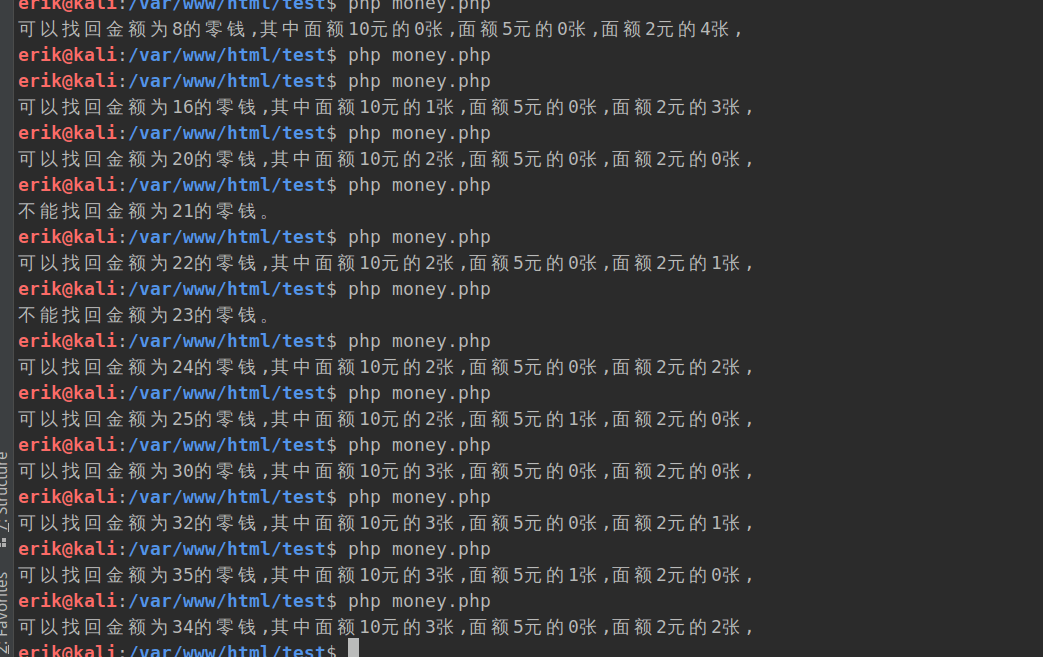 erik@kali:/var/www/html/test$ php money.php
可以找回金额为8的零钱,其中面额10元的0张,面额5元的0张,面额2元的4张,
erik@kali:/var/www/html/test$ php money.php
erik@kali:/var/www/html/test$ php money.php
可以找回金额为16的零钱,其中面额10元的1张,面额5元的0张,面额2元的3张,
erik@kali:/var/www/html/test$ php money.php
可以找回金额为20的零钱,其中面额10元的2张,面额5元的0张,面额2元的0张,
erik@kali:/var/www/html/test$ php money.php
不能找回金额为21的零钱。
erik@kali:/var/www/html/test$ php money.php
可以找回金额为22的零钱,其中面额10元的2张,面额5元的0张,面额2元的1张,
erik@kali:/var/www/html/test$ php money.php
不能找回金额为23的零钱。
erik@kali:/var/www/html/test$ php money.php
可以找回金额为24的零钱,其中面额10元的2张,面额5元的0张,面额2元的2张,
erik@kali:/var/www/html/test$ php money.php
可以找回金额为25的零钱,其中面额10元的2张,面额5元的1张,面额2元的0张,
erik@kali:/var/www/html/test$ php money.php
可以找回金额为30的零钱,其中面额10元的3张,面额5元的0张,面额2元的0张,
erik@kali:/var/www/html/test$ php money.php
可以找回金额为32的零钱,其中面额10元的3张,面额5元的0张,面额2元的1张,
erik@kali:/var/www/html/test$ php money.php
可以找回金额为35的零钱,其中面额10元的3张,面额5元的1张,面额2元的0张,
erik@kali:/var/www/html/test$ php money.php
可以找回金额为34的零钱,其中面额10元的3张,面额5元的0张,面额2元的2张,
erik@kali:/var/www/html/test$
7: Structure
2: Favorites